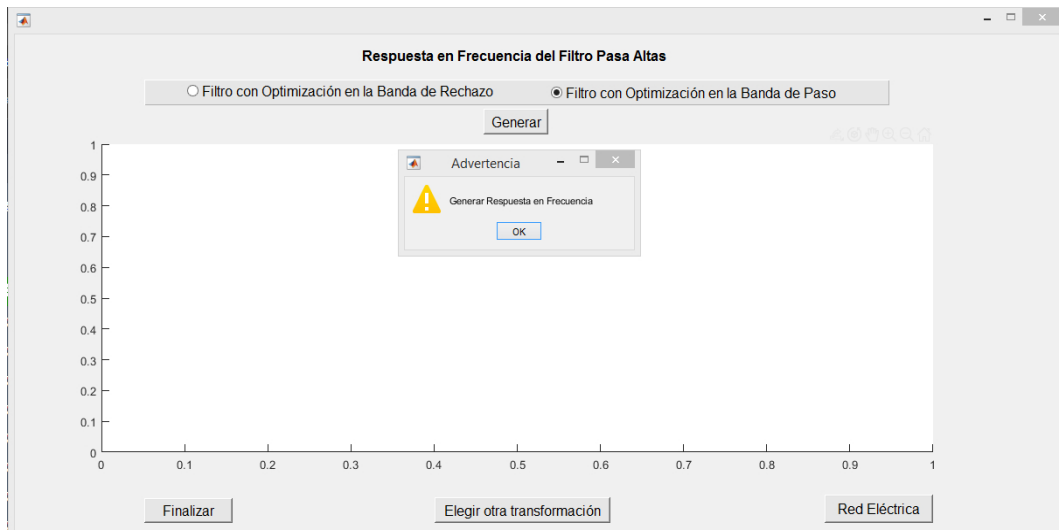 Respuesta en Frecuencia del Filtro Pasa Altas
Filtro con Optimización en la Banda de Rechazo
Filtro con Optimización en la Banda de Paso
Generar
Advertencia
Generar Respuesta en Frecuencia
OK
1
0.9
0.8
0.7
0.6
0.5
0.4
0.3
0.2
0.1
0
0 0.1 0.2 0.3 0.4 0.5 0.6 0.7 0.8 0.9 1
Finalizar
Elegir otra transformación
Red Eléctrica